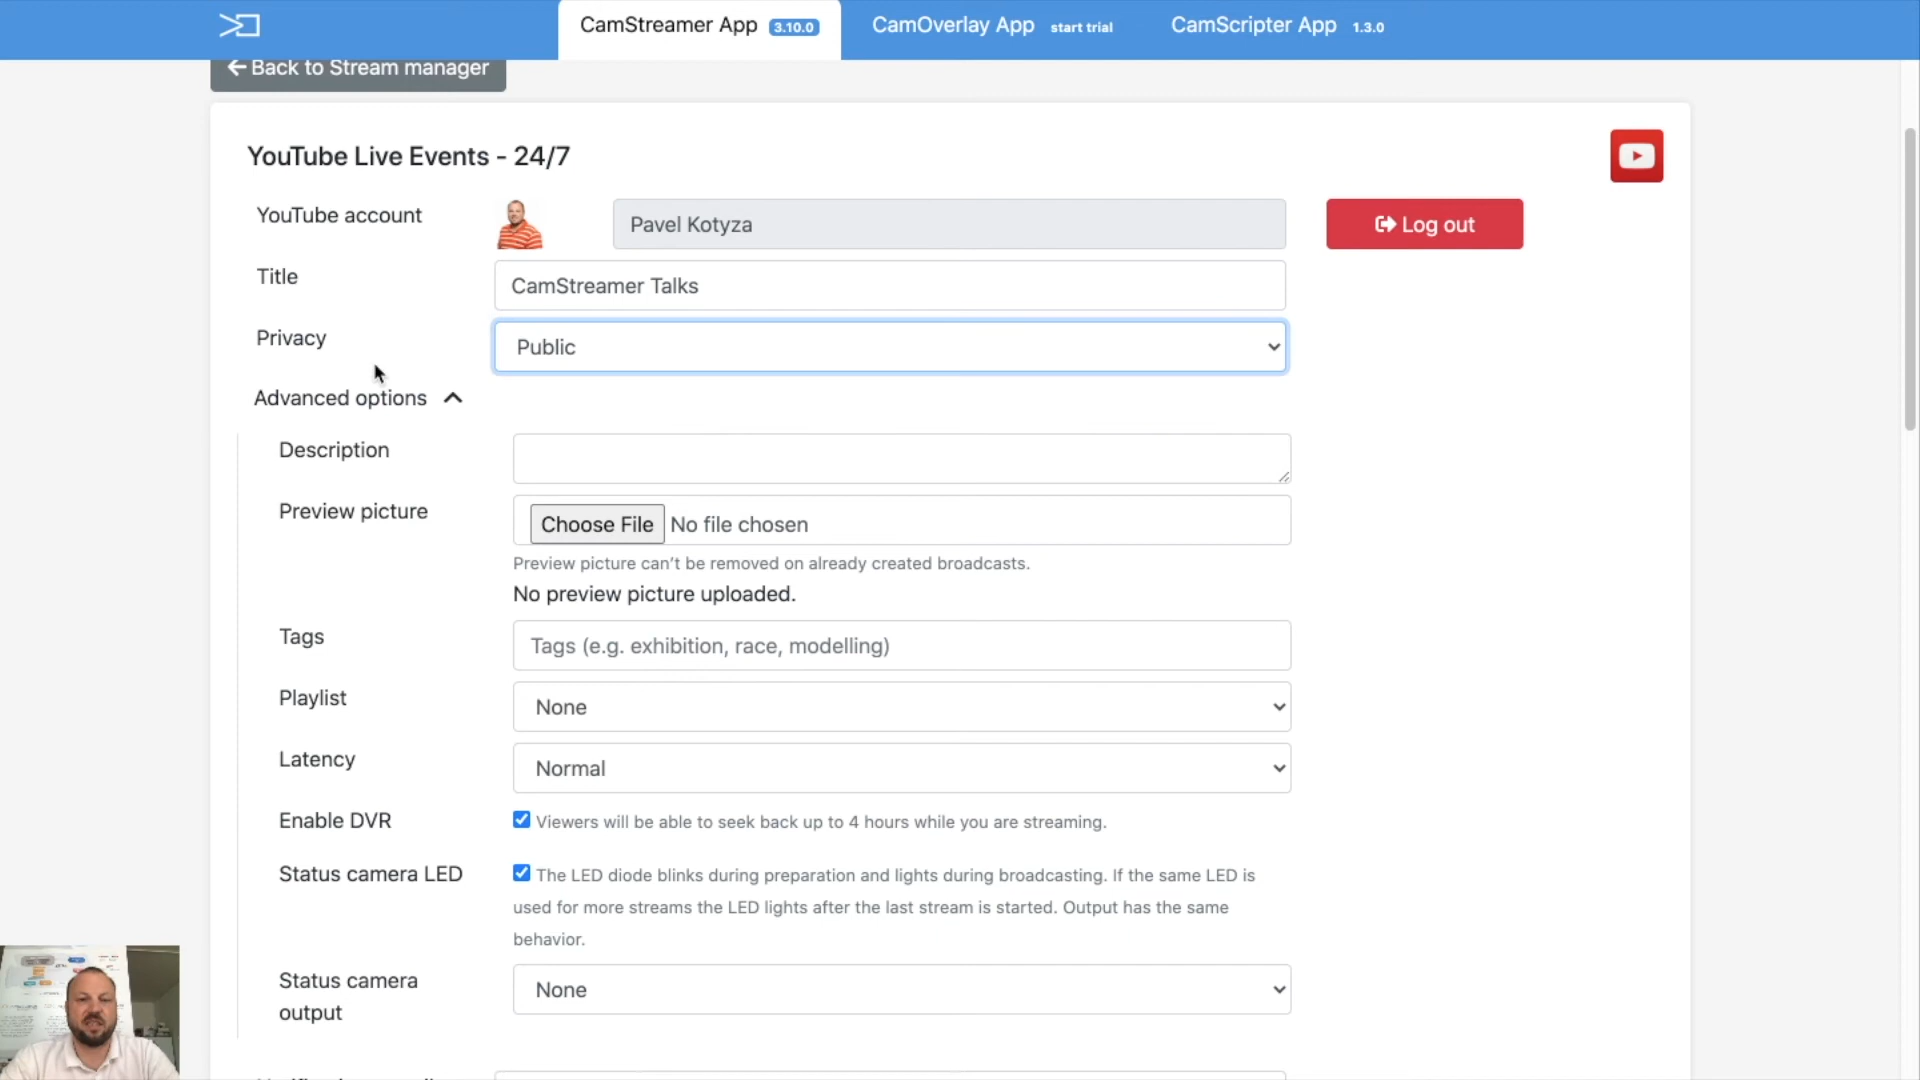 CamStreamer App 3.10.0
CamOverlay App start trial
CamScripter App 1.3.0
Back to Stream manager
YouTube Live Events - 24/7
YouTube account
Pavel Kotyza
Log out
Title
CamStreamer Talks
Privacy
Public
Advanced options
Description
Preview picture
Choose File No file chosen
Preview picture can't be removed on already created broadcasts.
No preview picture uploaded.
Tags
Tags (e.g. exhibition, race, modelling)
Playlist
None
Latency
Normal
Enable DVR
Viewers will be able to seek back up to 4 hours while you are streaming.
Status camera LED
The LED diode blinks during preparation and lights during broadcasting. If the same LED is
used for more streams the LED lights after the last stream is started. Output has the same
behavior.
Status camera
output
None